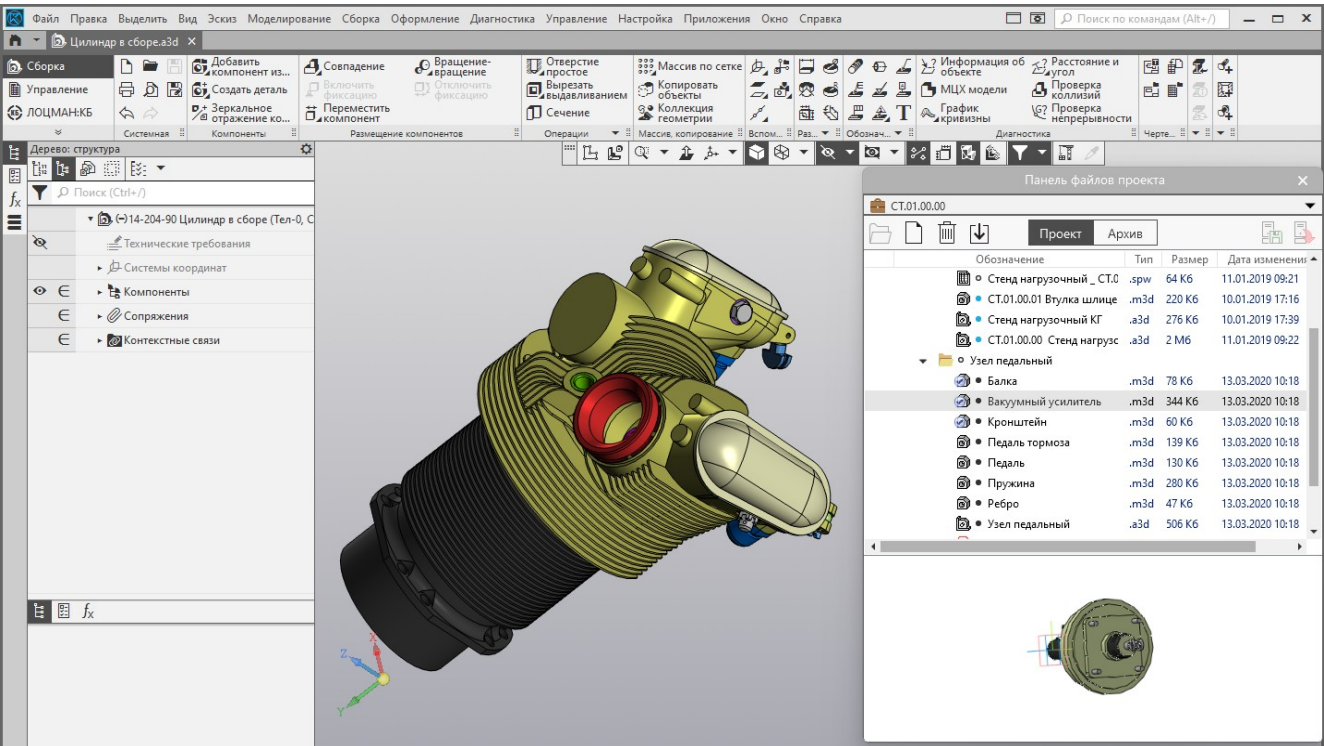 Файл Правка Выделить Вид Эскиз Моделирование Сборка Оформление Диагностика Управление Настройка Приложения Окно Справка
Поиск по командам (Alt+/)
Цилиндр в сборе.a3d
Сборка
Управление
ЛОЦМАН:КБ
Системная
Добавить компонент из...
Создать деталь
Зеркальное отражение ко...
Компоненты
Совпадение
Включить фиксацию
Переместить компонент
Вращение-вращение
Отключить фиксацию
Размещение компонентов
Отверстие простое
Вырезать выдавливанием
Сечение
Операции
Массив по сетке
Копировать объекты
Коллекция геометрии
Массив, копирование
Вспом...
Раз...
Обознач...
Информация об объекте
МЦХ модели
График кривизны
Расстояние и угол
Проверка коллизий
Проверка непрерывности
Диагностика
Черте...
Дерево: структура
Поиск (Ctrl+/)
(-)14-204-90 Цилиндр в сборе (Тел-0, С
Технические требования
Системы координат
Компоненты
Сопряжения
Контекстные связи
X
Z
Y
Панель файлов проекта
СТ.01.00.00
Проект Архив
Обозначение Тип Размер Дата изменения
Стенд нагрузочный _ СТ.0 .spw 64 Кб 11.01.2019 09:21
СТ.01.00.01 Втулка шлице .m3d 220 Кб 10.01.2019 17:16
Стенд нагрузочный КГ .a3d 276 Кб 10.01.2019 17:39
СТ.01.00.00 Стенд нагрузс .a3d 2 Мб 11.01.2019 09:22
Узел педальный
Балка .m3d 78 Кб 13.03.2020 10:18
Вакуумный усилитель .m3d 344 Кб 13.03.2020 10:18
Кронштейн .m3d 60 Кб 13.03.2020 10:18
Педаль тормоза .m3d 139 Кб 13.03.2020 10:18
Педаль .m3d 130 Кб 13.03.2020 10:18
Пружина .m3d 280 Кб 13.03.2020 10:18
Ребро .m3d 47 Кб 13.03.2020 10:18
Узел педальный .a3d 506 Кб 13.03.2020 10:18